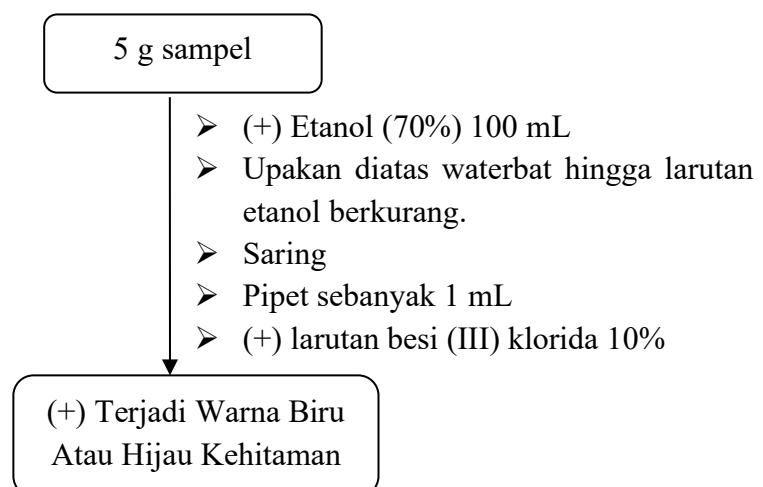 5 g sampel
➢ (+) Etanol (70%) 100 mL
➢ Upakan diatas waterbat hingga larutan
etanol berkurang.
➢ Saring
➢ Pipet sebanyak 1 mL
➢ (+) larutan besi (III) klorida 10%
(+) Terjadi Warna Biru
Atau Hijau Kehitaman